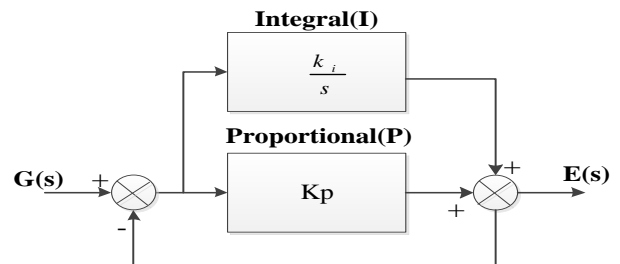 Integral(I)
k i
s
Proportional(P)
G(s)
+
Kp
+
+
E(s)
-